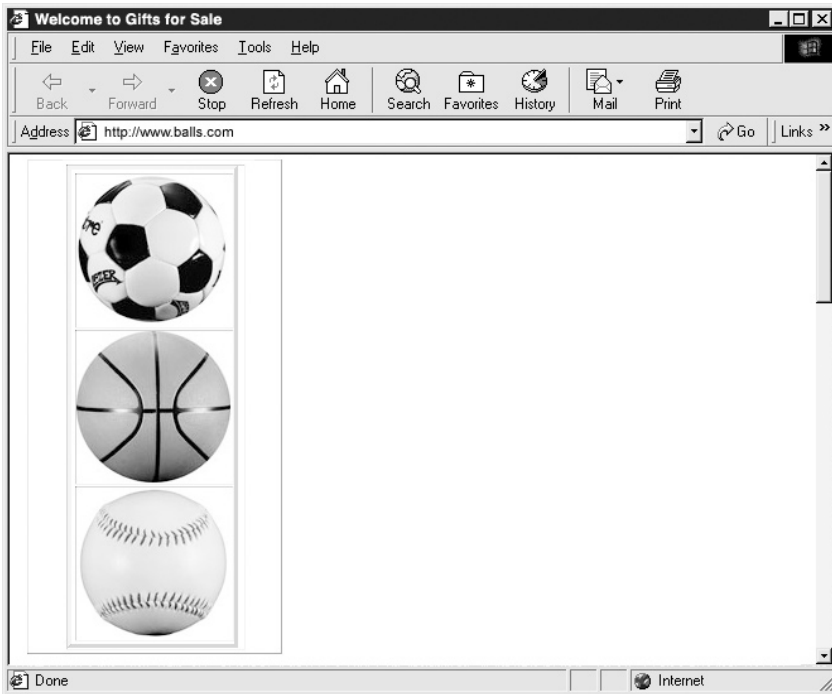 Welcome to Gifts for Sale
File Edit View Favorites Tools Help
Back Forward Stop Refresh Home Search Favorites History Mail Print
Address http://www.balls.com Go Links »
Done Internet